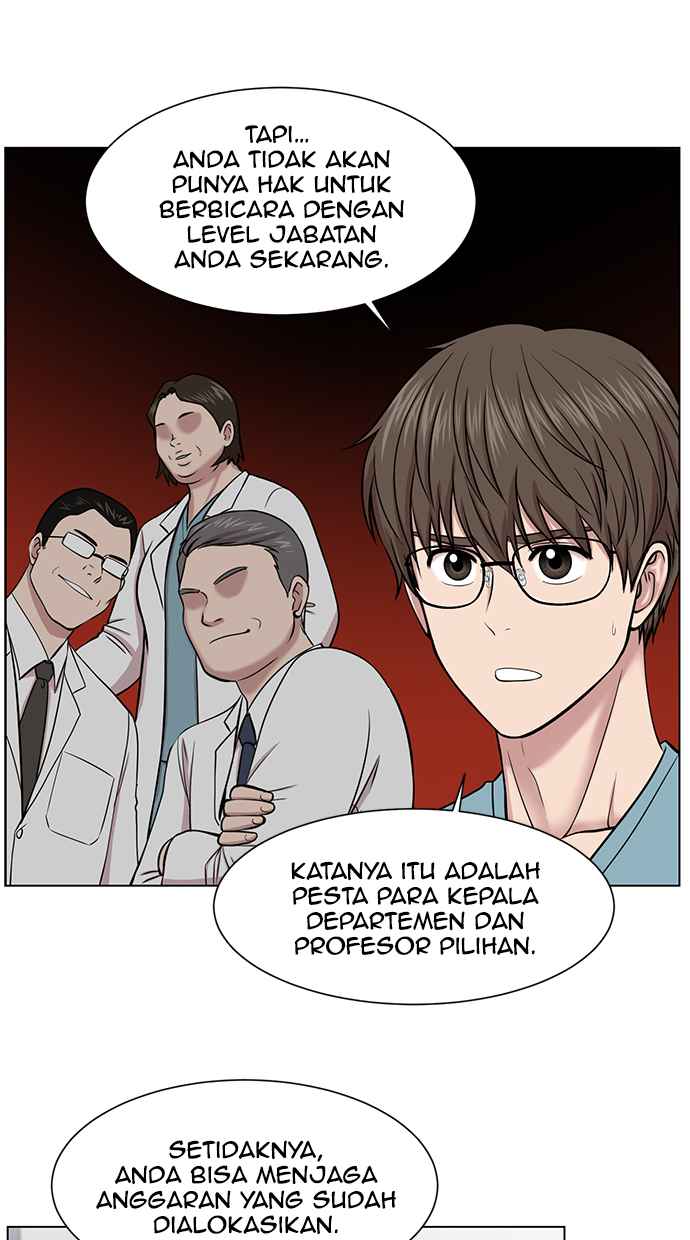 TAPI...
ANDA TIDAK AKAN
PUNYA HAK UNTUK
BERBICARA DENGAN
LEVEL JABATAN
ANDA SEKARANG.
KATANYA ITU ADALAH
PESTA PARA KEPALA
DEPARTEMEN DAN
PROFESOR PILIHAN.
SETIDAKNYA,
ANDA BISA MENJAGA
ANGGARAN YANG SUDAH
DIALOKASIKAN.